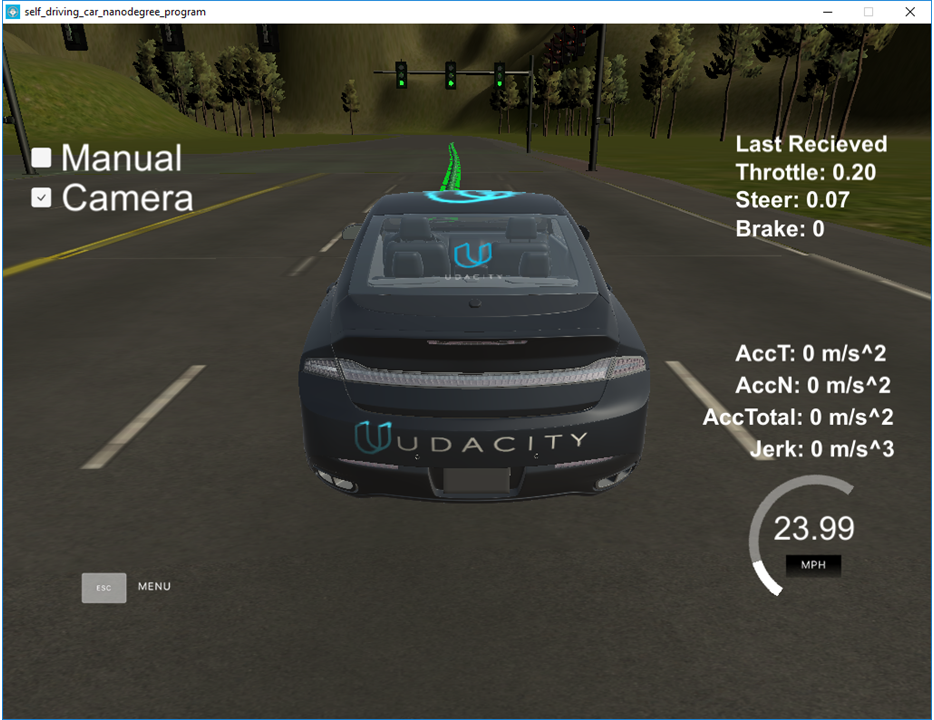 self_driving_car_nanodegree_program
Manual
Camera
Last Recieved
Throttle: 0.20
Steer: 0.07
Brake: 0
UDACITY
AccT: 0 m/s^2
AccN: 0 m/s^2
AccTotal: 0 m/s^2
Jerk: 0 m/s^3
UDACITY
23.99
MPH
ESC MENU